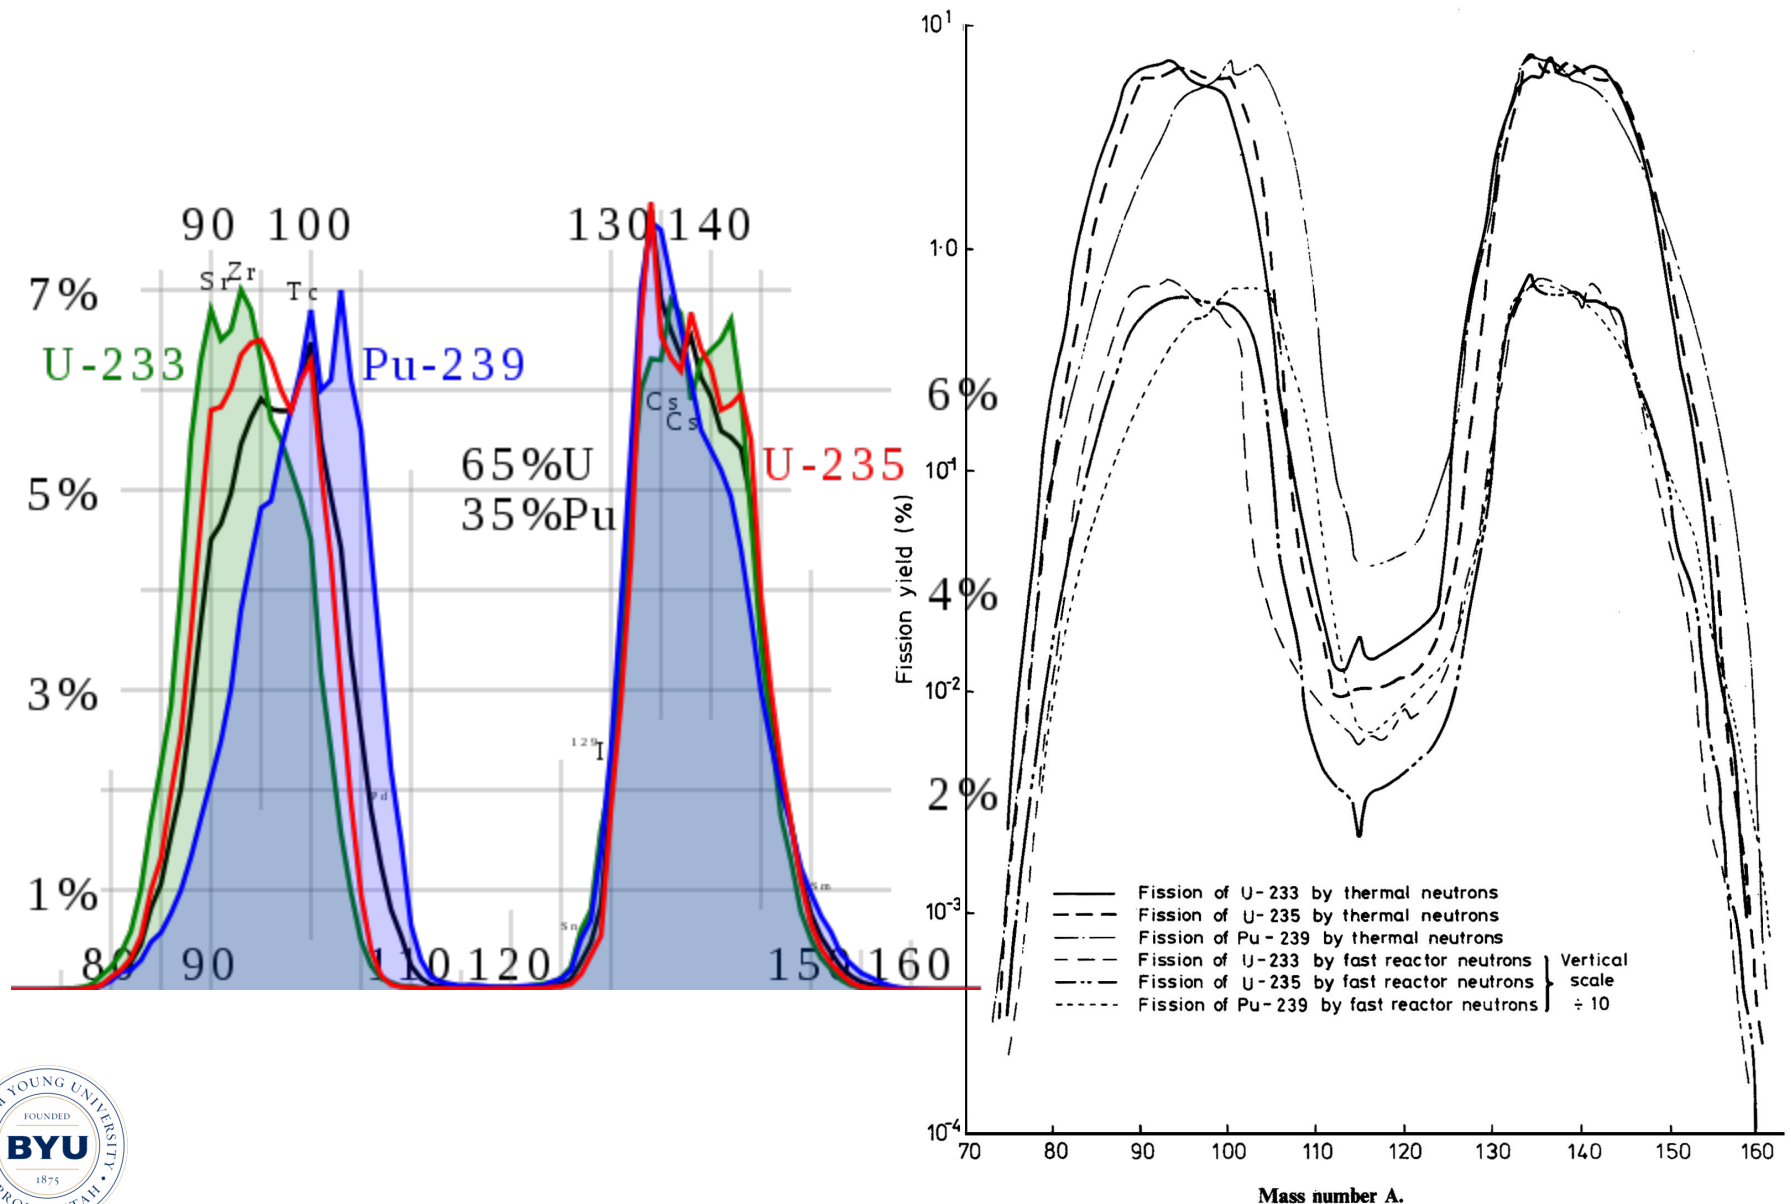 90 100
130 140
Sr
Zr
Tc
7%
U-233
Pu-239
6%
Cs
Cs
65%U
35%Pu
U-235
5%
4%
3%
129I
2%
Pd
1%
Sn
Sm
80 90 110 120 150 160
10¹
1·0
10⁻¹
10⁻²
10⁻³
10⁻⁴
Fission yield (%)
Fission of U-233 by thermal neutrons
Fission of U-235 by thermal neutrons
Fission of Pu-239 by thermal neutrons
Fission of U-233 by fast reactor neutrons
Fission of U-235 by fast reactor neutrons
Fission of Pu-239 by fast reactor neutrons
Vertical
scale
÷ 10
70 80 90 100 110 120 130 140 150 160
Mass number A.
YOUNG UNIVERSITY
FOUNDED
BYU
1875